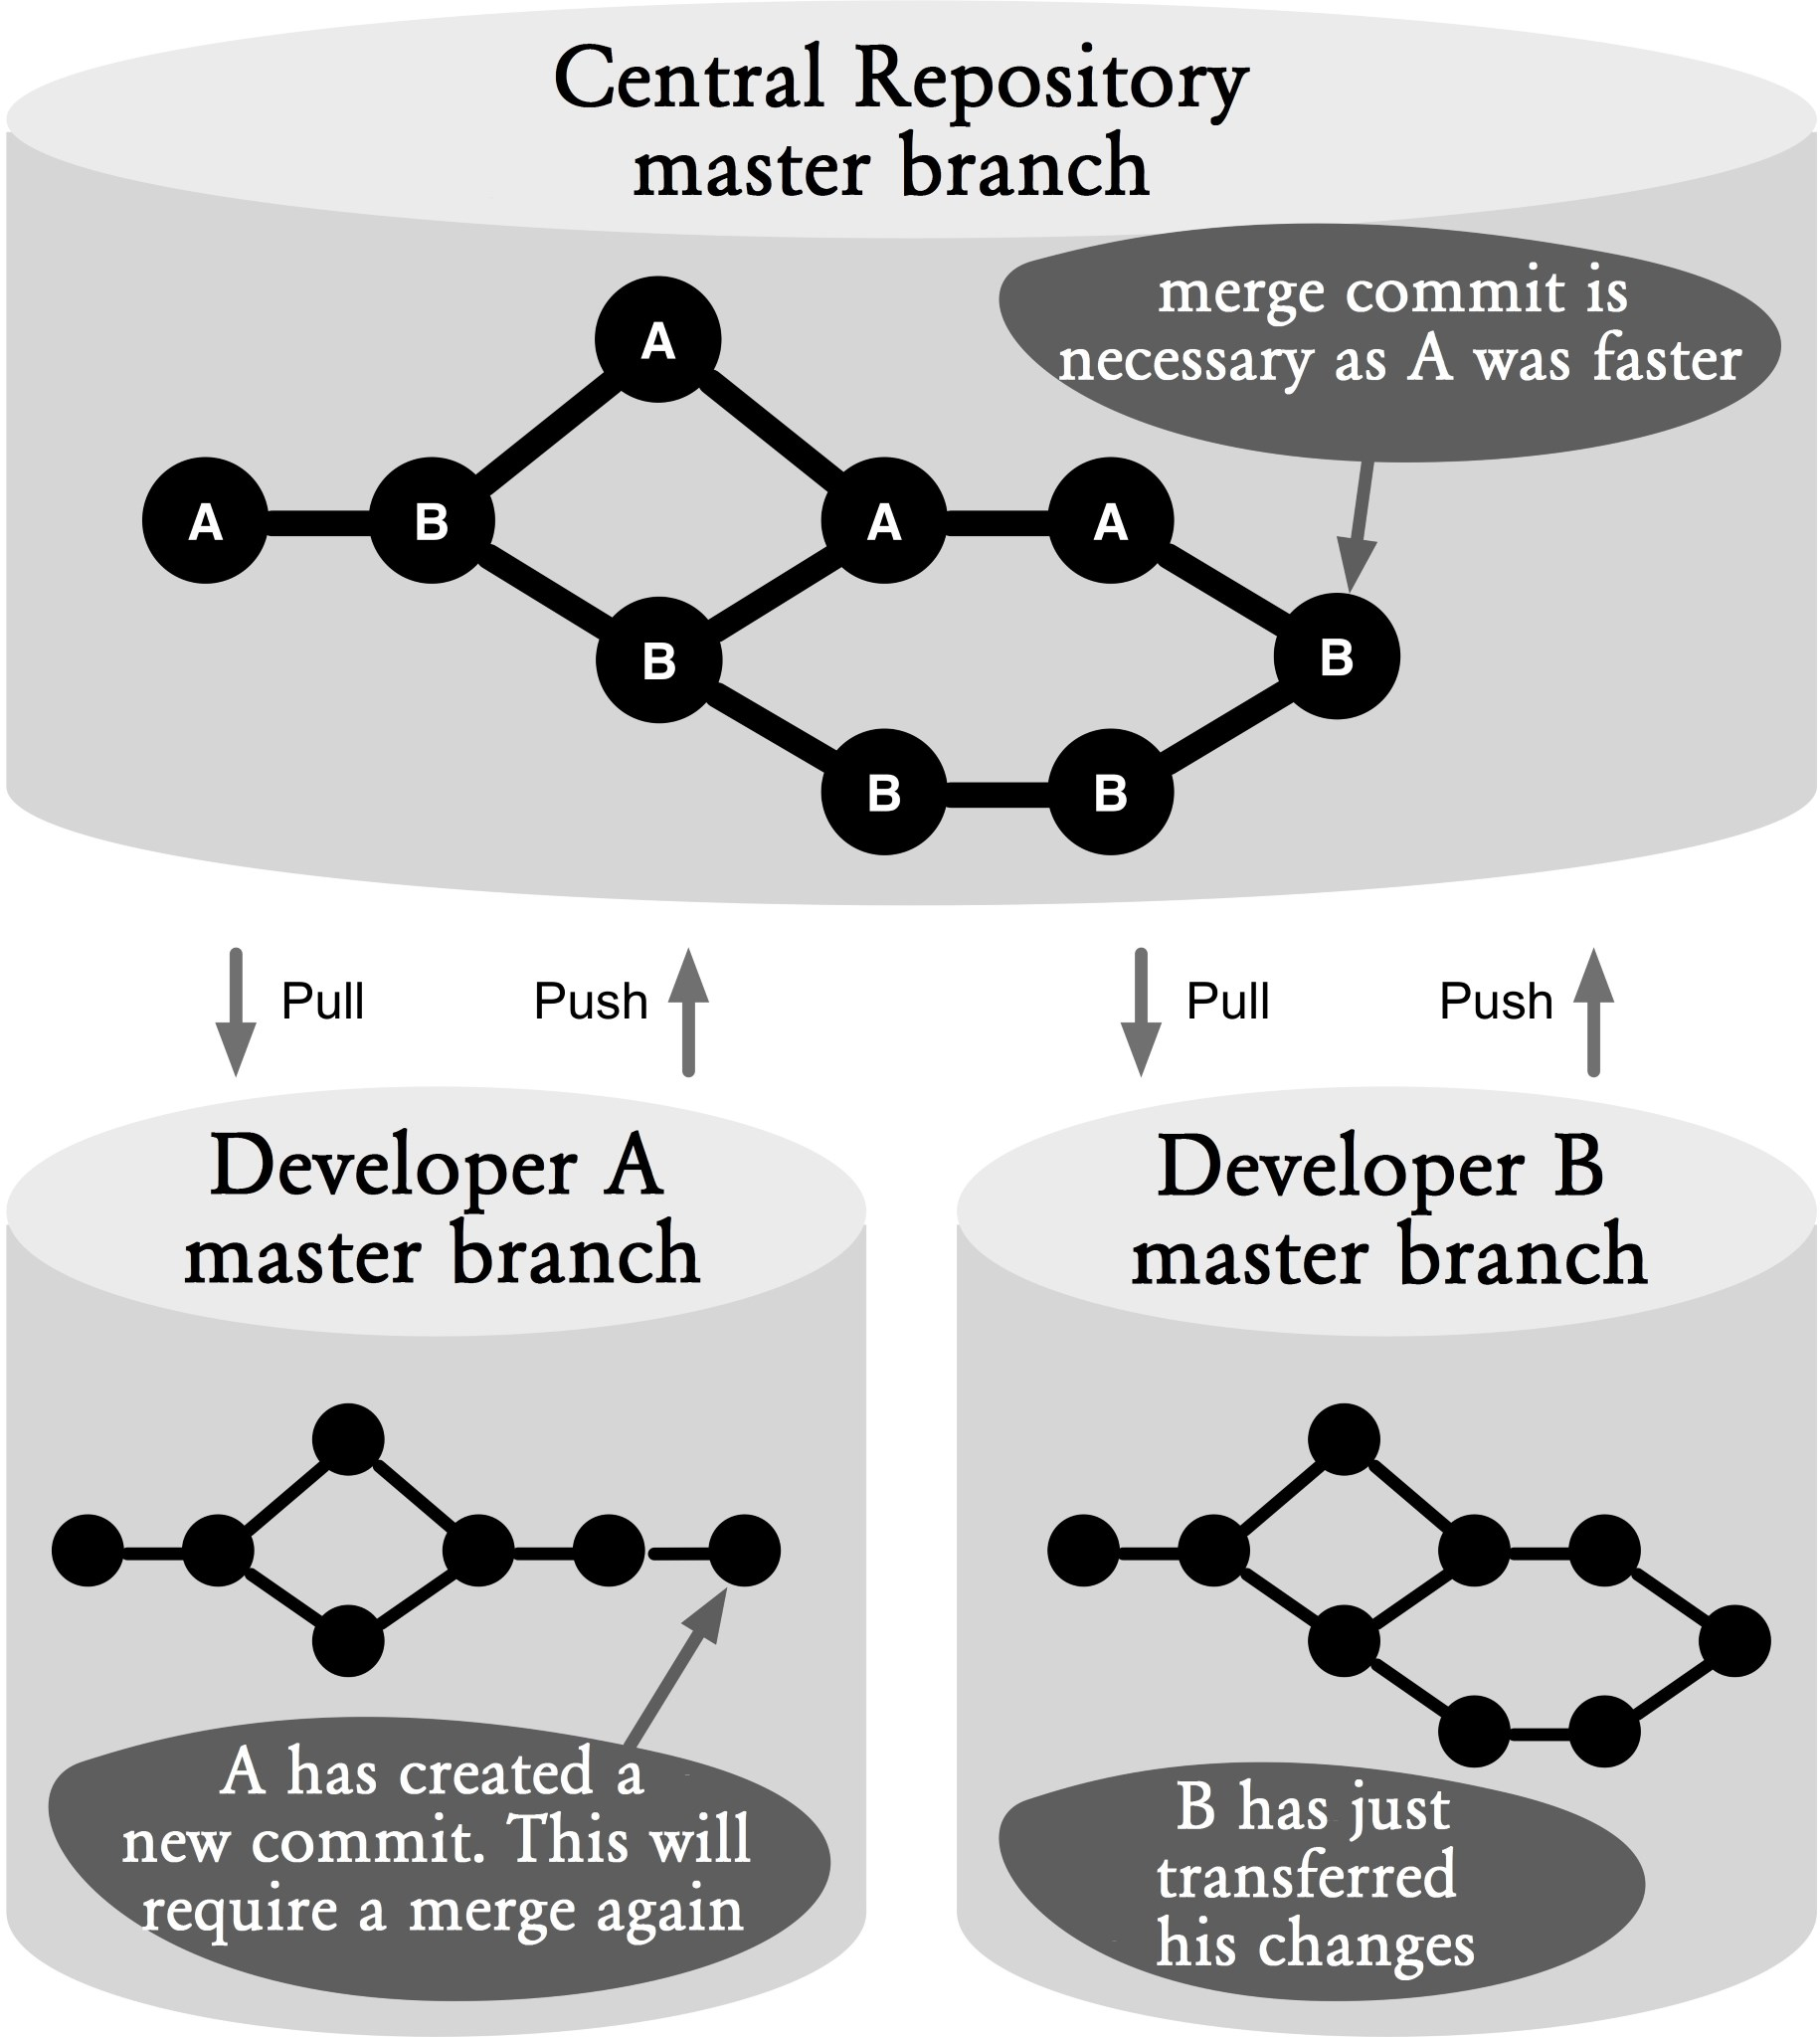 Central Repository
master branch
merge commit is
necessary as A was faster
A
A
B
A
A
B
B
B
B
Pull
Push
Pull
Push
Developer A
master branch
Developer B
master branch
A has created a
new commit. This will
require a merge again
B has just
transferred
his changes